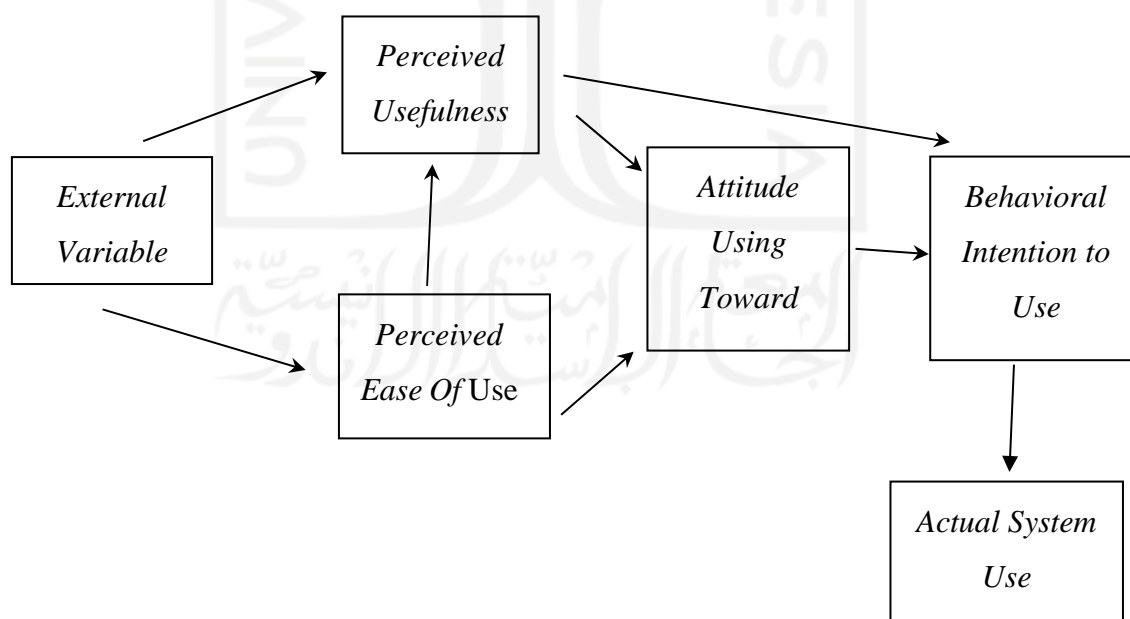 Perceived
Usefulness
External
Variable
Attitude
Using
Toward
Behavioral
Intention to
Use
Perceived
Ease Of Use
Actual System
Use